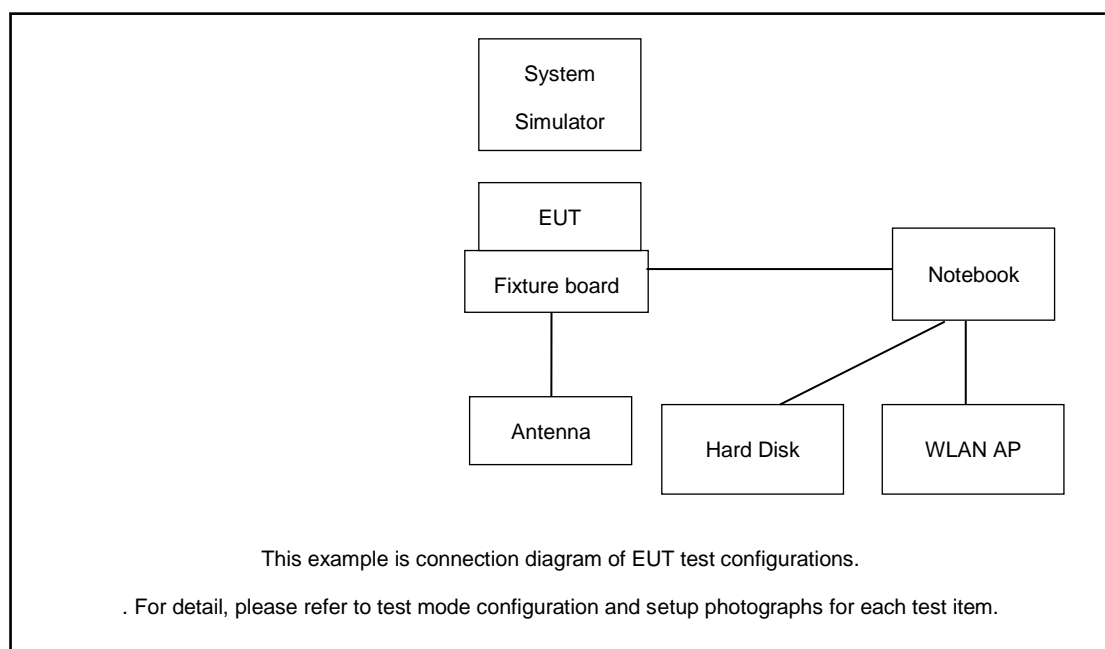 System
Simulator
EUT
Fixture board
Notebook
Antenna
Hard Disk
WLAN AP
This example is connection diagram of EUT test configurations.
. For detail, please refer to test mode configuration and setup photographs for each test item.